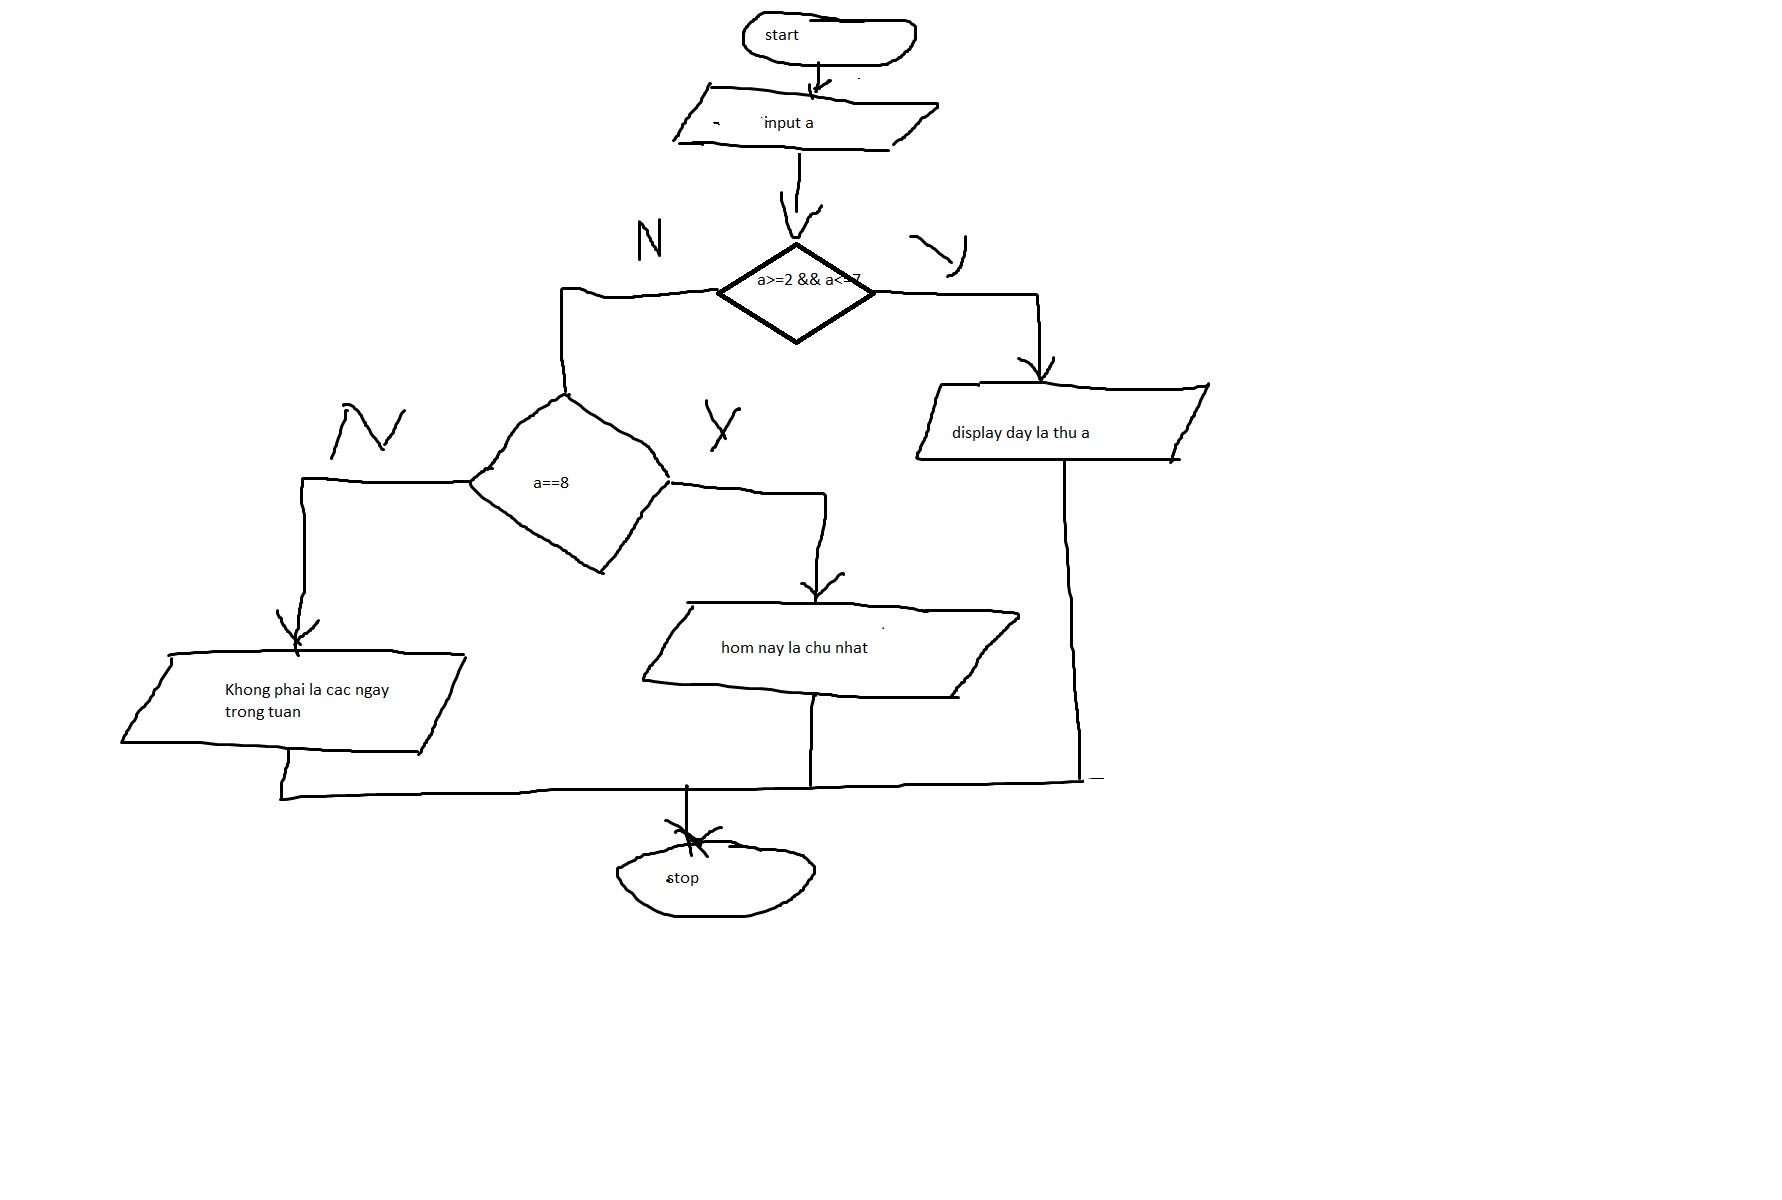 start
input a
N
y
a>=2 && a<=7
N
y
display day la thu a
a==8
hom nay la chu nhat
Khong phai la cac ngay
trong tuan
stop